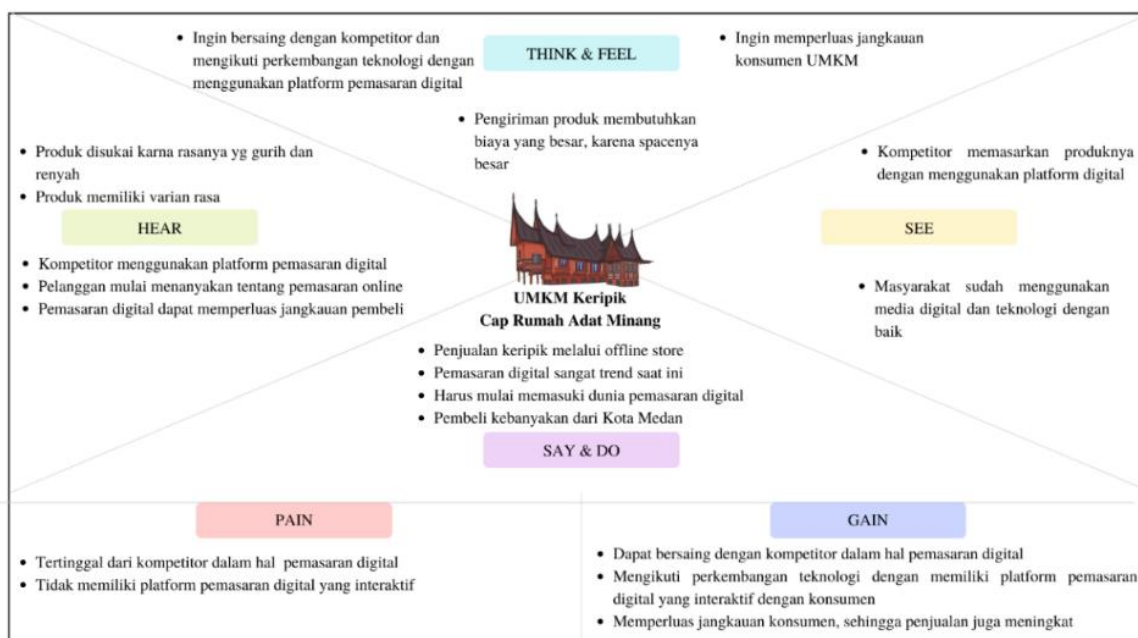 THINK & FEEL
• Ingin bersaing dengan kompetitor dan
mengikuti perkembangan teknologi dengan
menggunakan platform pemasaran digital
• Ingin memperluas jangkauan
konsumen UMKM
• Pengiriman produk membutuhkan
biaya yang besar, karena spacenya
besar
• Produk disukai karna rasanya yg gurih dan
renyah
• Produk memiliki varian rasa
HEAR
• Kompetitor menggunakan platform pemasaran digital
• Pelanggan mulai menanyakan tentang pemasaran online
• Pemasaran digital dapat memperluas jangkauan pembeli
• Kompetitor memasarkan produknya
dengan menggunakan platform digital
SEE
• Masyarakat sudah menggunakan
media digital dan teknologi dengan
baik
UMKM Keripik
Cap Rumah Adat Minang
• Penjualan keripik melalui offline store
• Pemasaran digital sangat trend saat ini
• Harus mulai memasuki dunia pemasaran digital
• Pembeli kebanyakan dari Kota Medan
SAY & DO
PAIN
• Tertinggal dari kompetitor dalam hal pemasaran digital
• Tidak memiliki platform pemasaran digital yang interaktif
GAIN
• Dapat bersaing dengan kompetitor dalam hal pemasaran digital
• Mengikuti perkembangan teknologi dengan memiliki platform pemasaran
digital yang interaktif dengan konsumen
• Memperluas jangkauan konsumen, sehingga penjualan juga meningkat